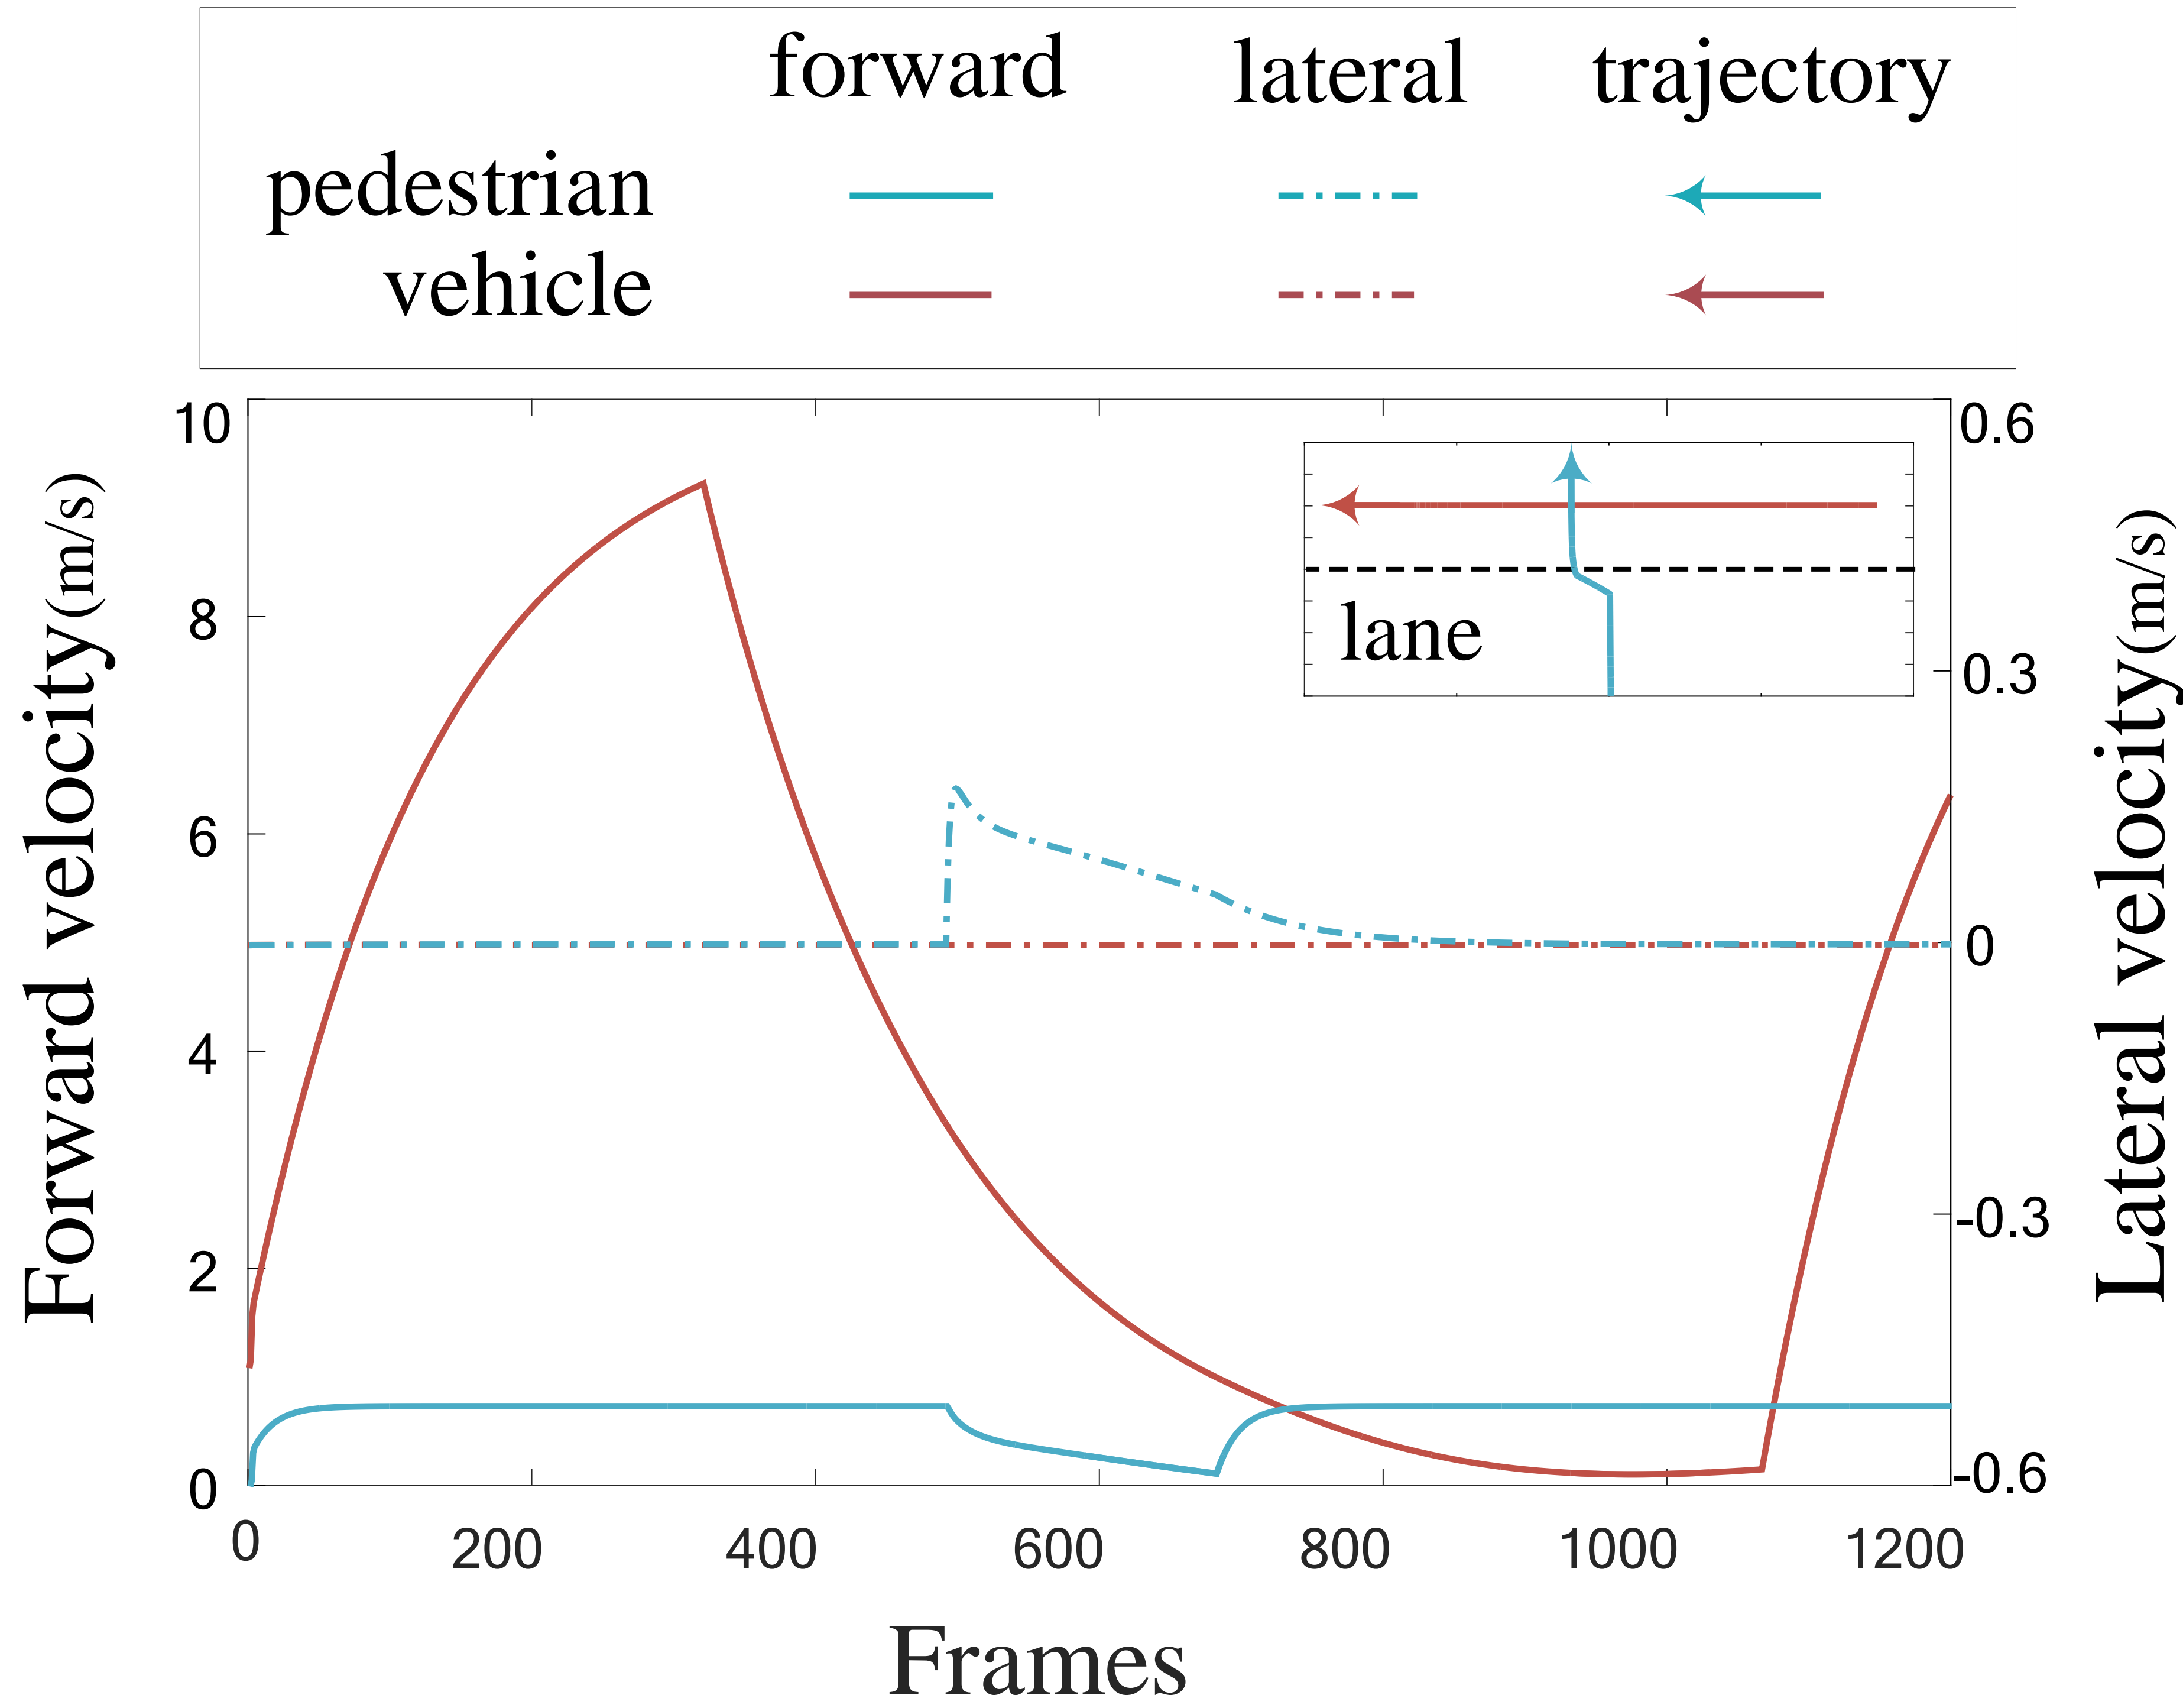 forward lateral trajectory
pedestrian
vehicle
10
8
6
4
2
0
0.6
0.3
0
-0.3
-0.6
lane
Forward velocity(m/s)
Lateral velocity(m/s)
0 200 400 600 800 1000 1200
Frames